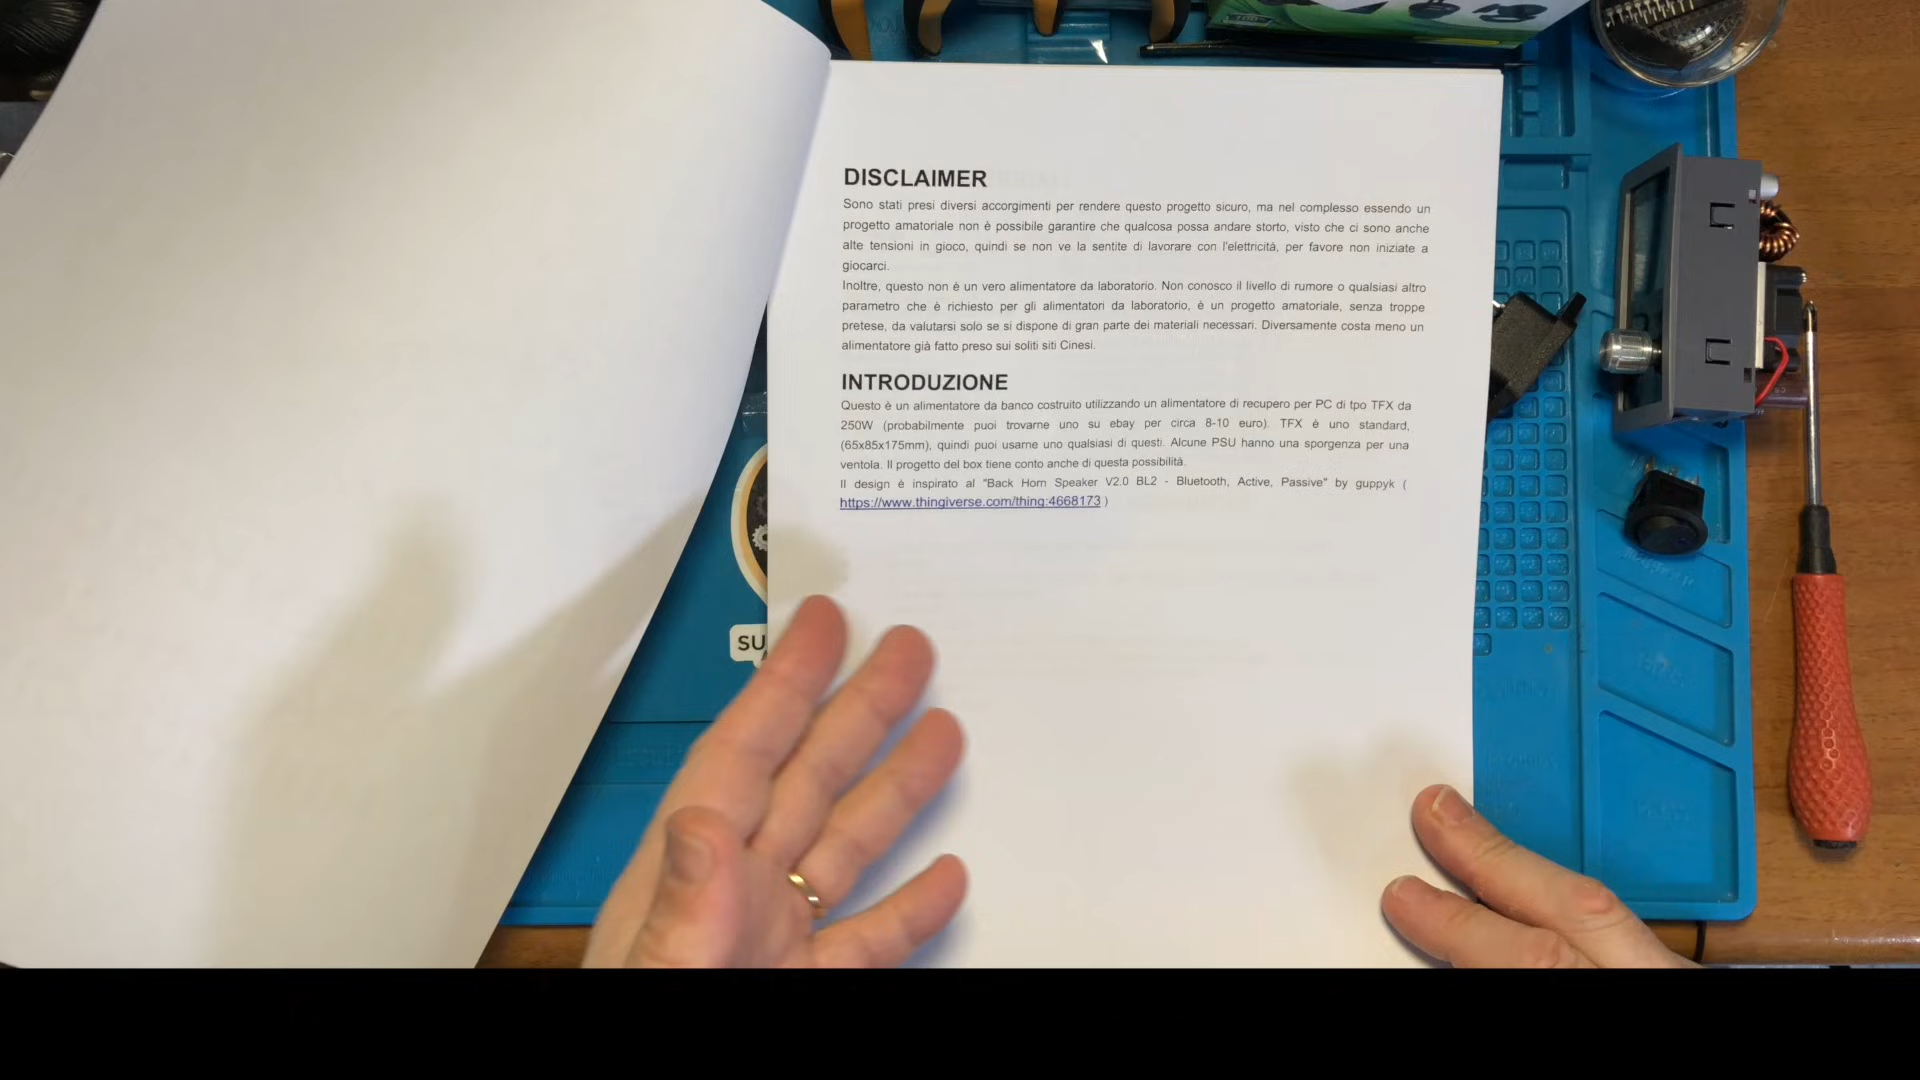 DISCLAIMER
Sono stati presi diversi accorgimenti per rendere questo progetto sicuro, ma nel complesso essendo un
progetto amatoriale non è possibile garantire che qualcosa possa andare storto, visto che ci sono anche
alte tensioni in gioco, quindi se non ve la sentite di lavorare con l'elettricità, per favore non iniziate a
giocarci.
Inoltre, questo non è un vero alimentatore da laboratorio. Non conosco il livello di rumore o qualsiasi altro
parametro che è richiesto per gli alimentatori da laboratorio, è un progetto amatoriale, senza troppe
pretese, da valutarsi solo se si dispone di gran parte dei materiali necessari. Diversamente costa meno un
alimentatore già fatto preso sui soliti siti Cinesi.
INTRODUZIONE
Questo è un alimentatore da banco costruito utilizzando un alimentatore di recupero per PC di tpo TFX da
250W (probabilmente puoi trovarne uno su ebay per circa 8-10 euro). TFX è uno standard,
(65x85x175mm), quindi puoi usarne uno qualsiasi di questi. Alcune PSU hanno una sporgenza per una
ventola. Il progetto del box tiene conto anche di questa possibilità.
Il design è inspirato al "Back Horn Speaker V2.0 BL2 - Bluetooth, Active, Passive" by guppyk (
https://www.thingiverse.com/thing:4668173 )
SU